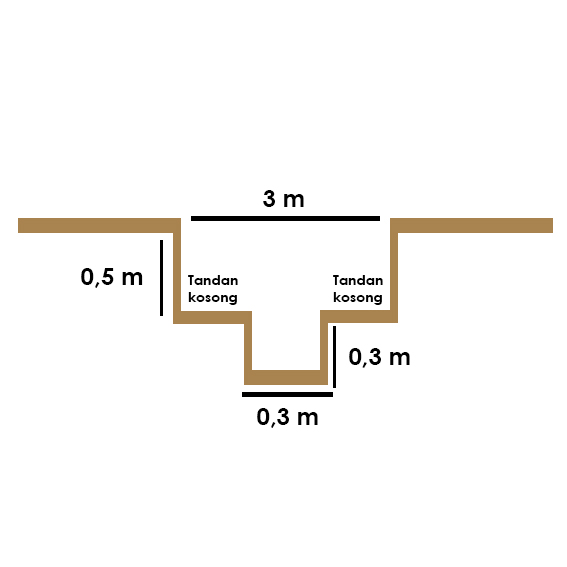 3 m
0,5 m
Tandan
kosong
Tandan
kosong
0,3 m
0,3 m